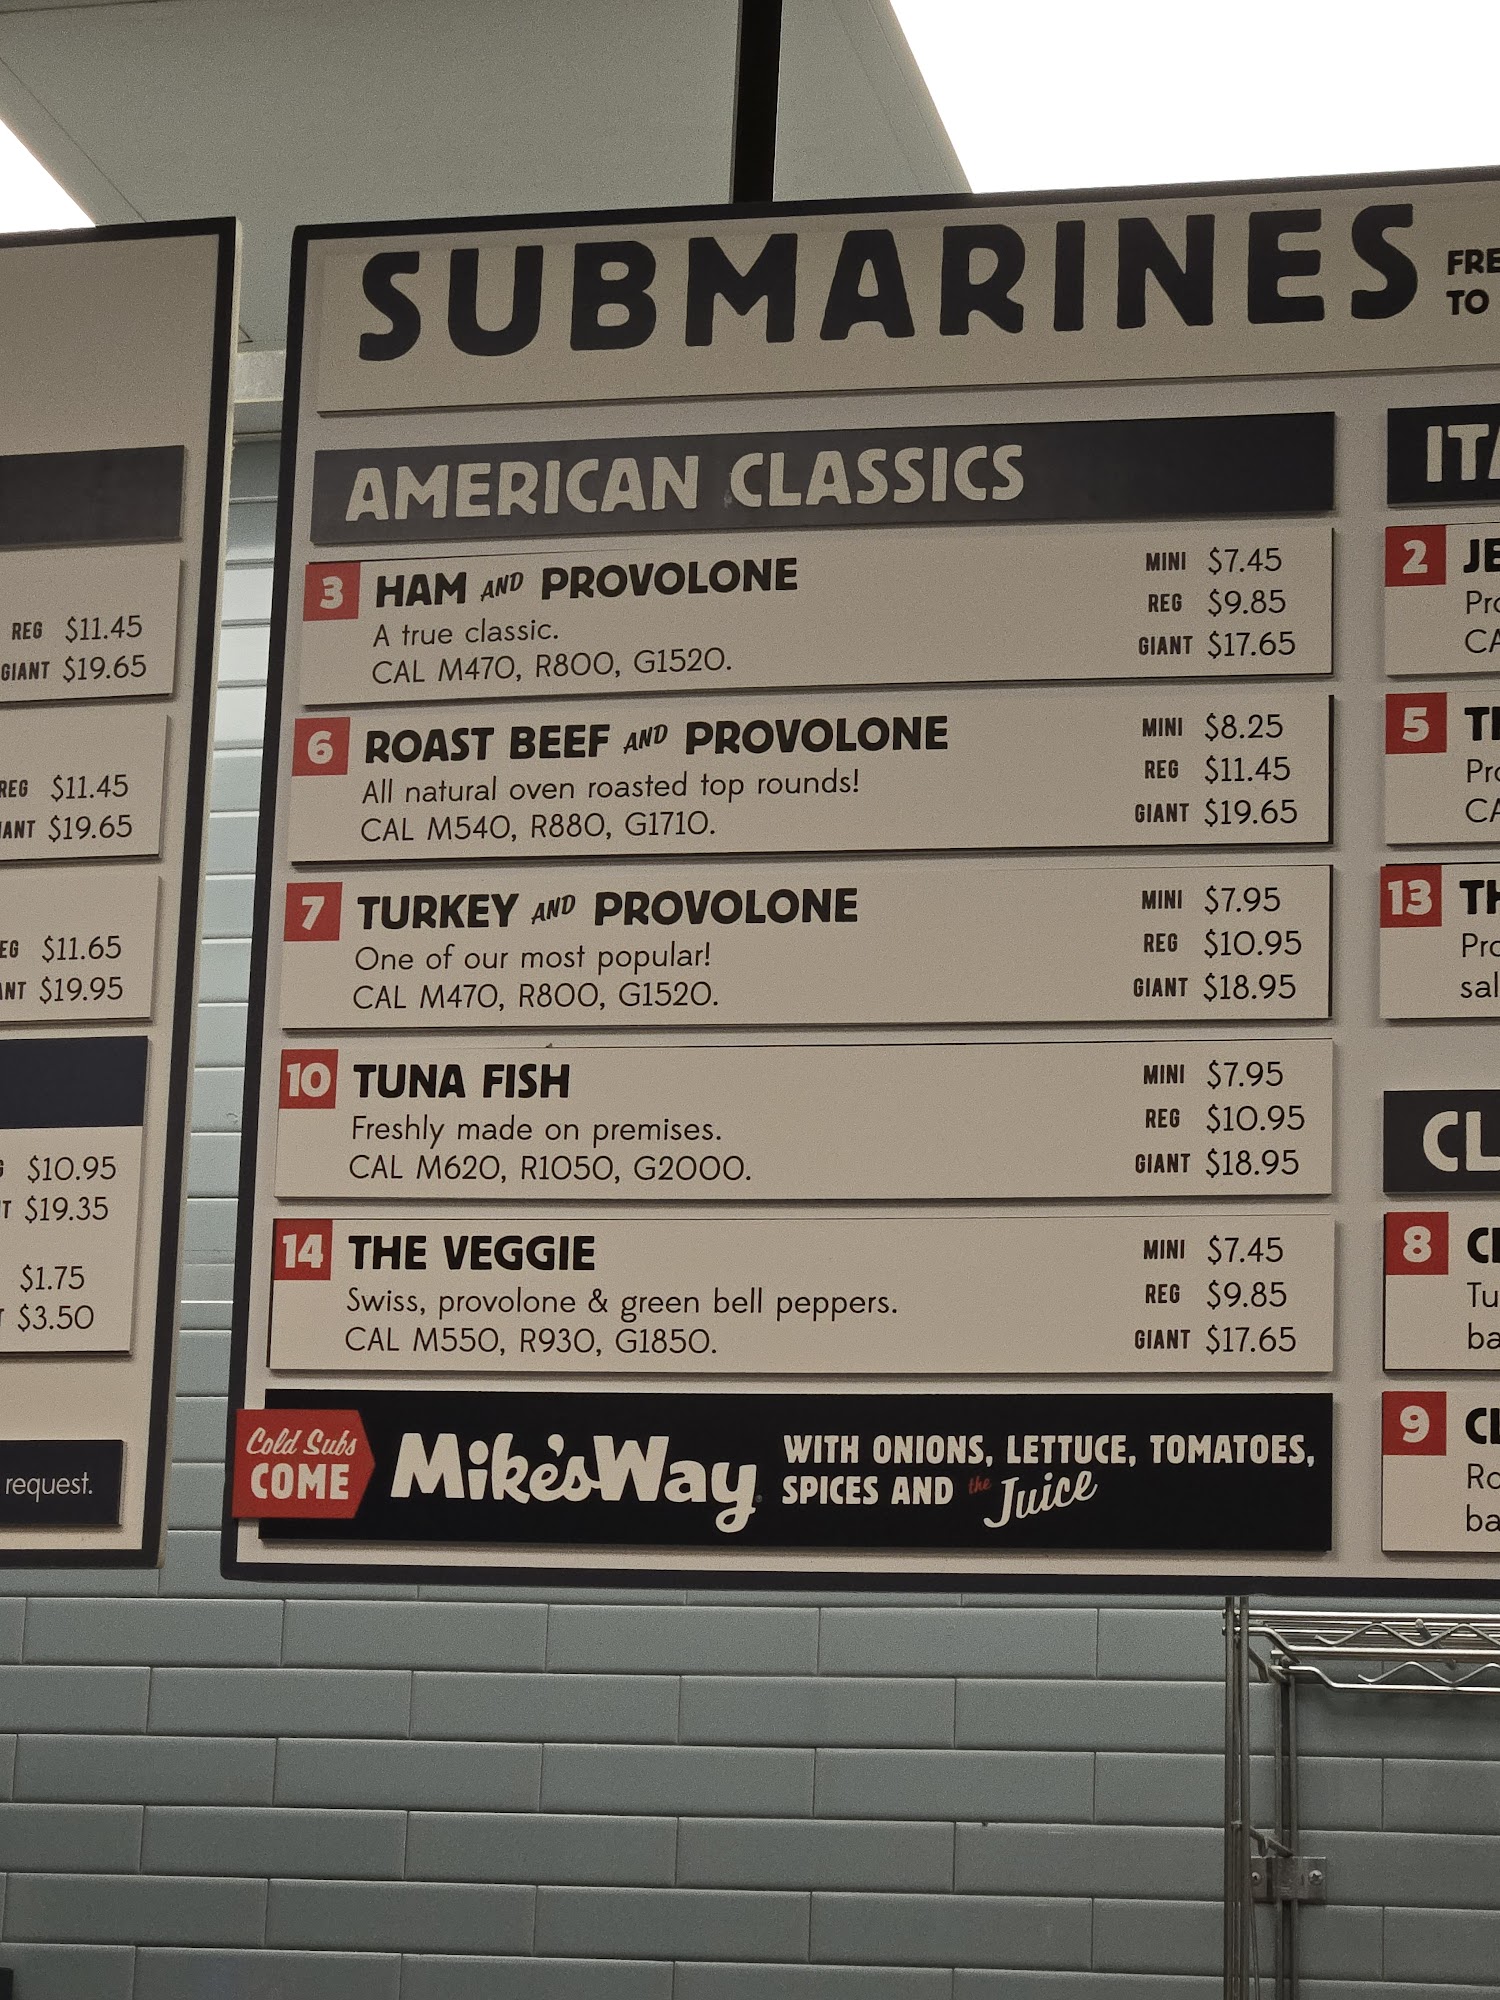 REG $11.45
GIANT $19.65
REG $11.45
$19.65
$11.65
$19.95
$10.95
$19.35
$1.75
$3.50
request.
SUBMARINES
TO
AMERICAN CLASSICS
3 HAM AND PROVOLONE
A true classic.
CAL M470, R800, G1520.
MINI $7.45
REG $9.85
GIANT $17.65
6 ROAST BEEF AND PROVOLONE
All natural oven roasted top rounds!
CAL M540, R880, G1710.
MINI $8.25
REG $11.45
GIANT $19.65
7 TURKEY AND PROVOLONE
One of our most popular!
CAL M470, R800, G1520.
MINI $7.95
REG $10.95
GIANT $18.95
10 TUNA FISH
Freshly made on premises.
CAL M620, R1050, G2000.
MINI $7.95
REG $10.95
GIANT $18.95
14 THE VEGGIE
Swiss, provolone & green bell peppers.
CAL M550, R930, G1850.
MINI $7.45
REG $9.85
GIANT $17.65
Cold Subs
COME
Mike's Way
WITH ONIONS, LETTUCE, TOMATOES,
SPICES AND the Juice
2
5
13
8
9